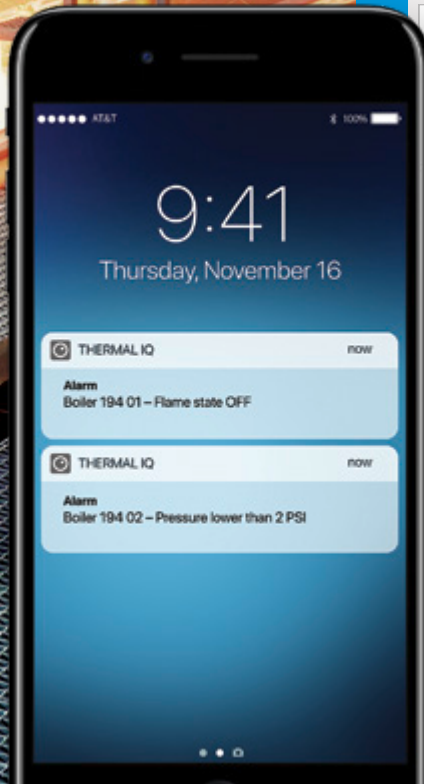 AT&T
100%
9:41
Thursday, November 16
THERMAL IQ
now
Alarm
Boiler 194 01 – Flame state OFF
THERMAL IQ
now
Alarm
Boiler 194 02 – Pressure lower than 2 PSI